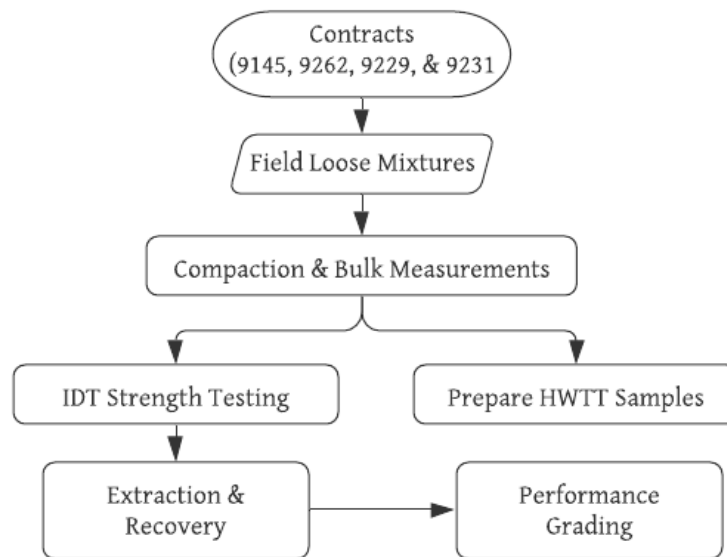 Contracts
(9145, 9262, 9229, & 9231
Field Loose Mixtures
Compaction & Bulk Measurements
IDT Strength Testing
Prepare HWTT Samples
Extraction &
Recovery
Performance
Grading